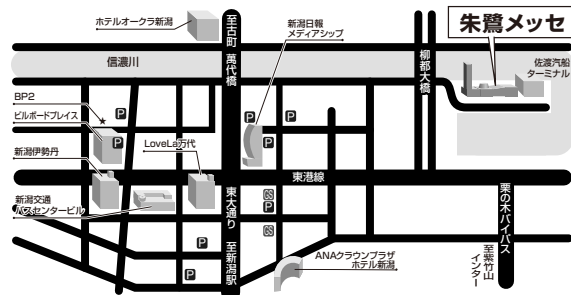 朱鷺メッセ
ホテルオークラ新潟
至古町
萬代橋
新潟日報
メディアシップ
柳都大橋
佐渡汽船
ターミナル
信濃川
BP2
ビルボードプレイス
P
P
P
P
新潟伊勢丹
LoveLa万代
東港線
新潟交通
バスセンタービル
東大通り
GS
P
GS
P
至新潟駅
P
ANAクラウンプラザ
ホテル新潟
栗の木バイパス
至紫竹山
インター